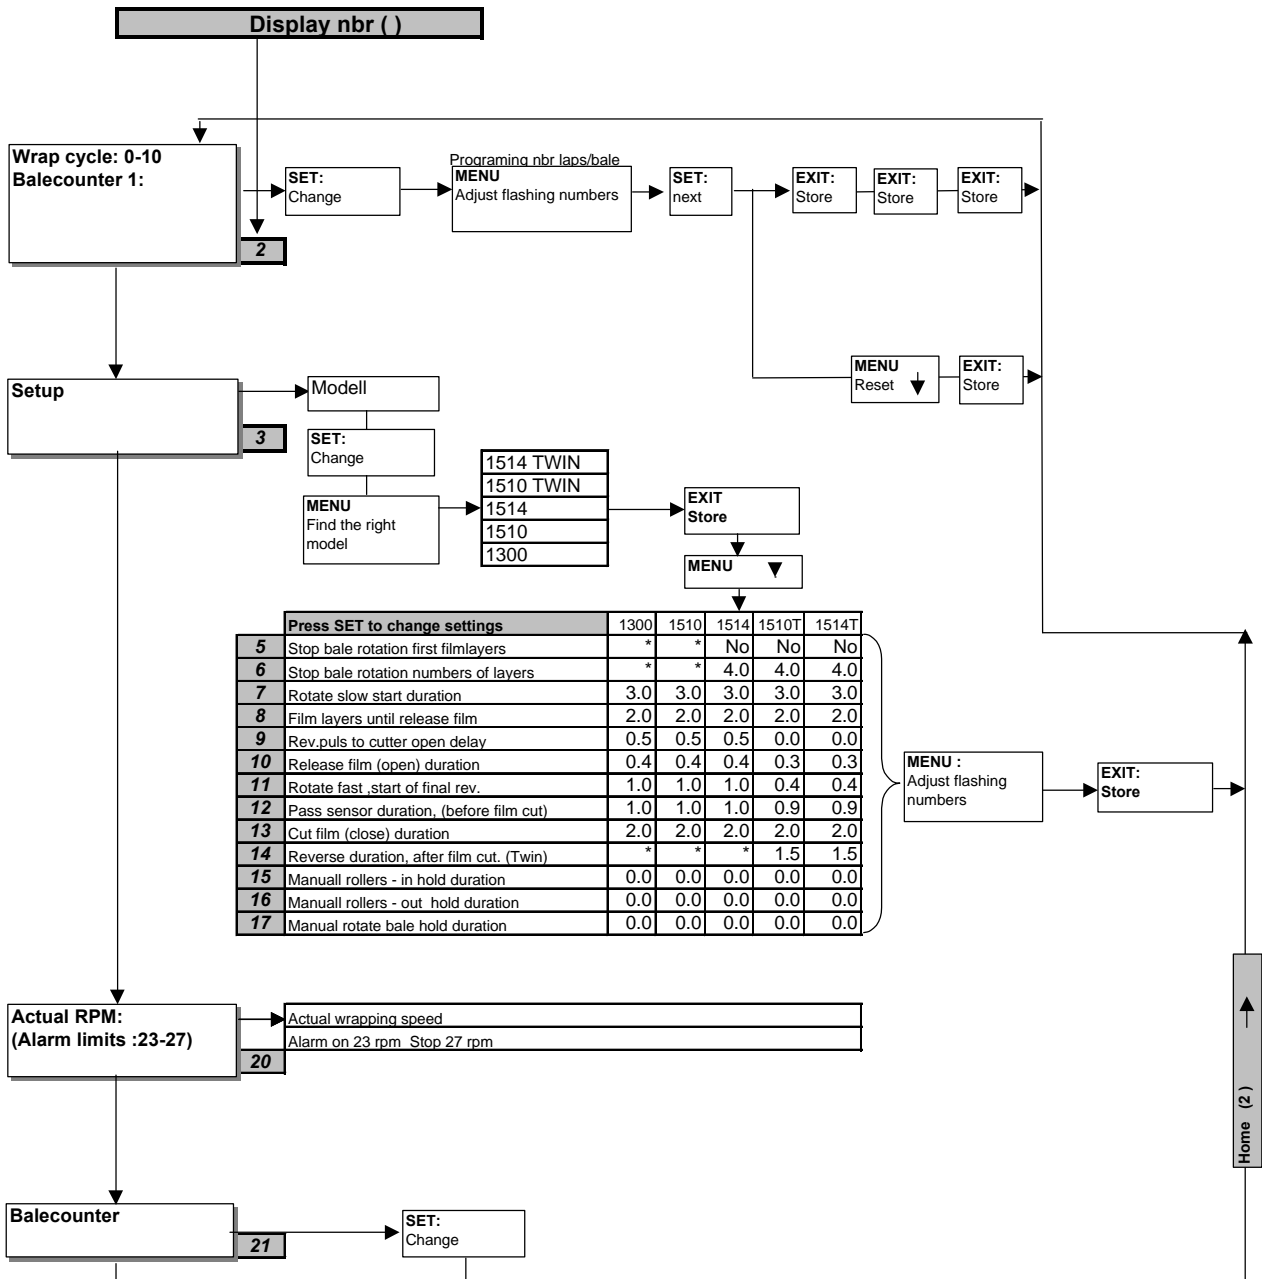 Display nbr ( )
Wrap cycle: 0-10
Balecounter 1:
2
SET:
Change
Programing nbr laps/bale
MENU
Adjust flashing numbers
SET:
next
EXIT:
Store
EXIT:
Store
EXIT:
Store
MENU
Reset
EXIT:
Store
Setup
3
Modell
SET:
Change
MENU
Find the right
model
1514 TWIN
1510 TWIN
1514
1510
1300
EXIT
Store
MENU
Press SET to change settings 1300 1510 1514 1510T 1514T
5 Stop bale rotation first filmlayers * * No No No
6 Stop bale rotation numbers of layers * * 4.0 4.0 4.0
7 Rotate slow start duration 3.0 3.0 3.0 3.0 3.0
8 Film layers until release film 2.0 2.0 2.0 2.0 2.0
9 Rev.puls to cutter open delay 0.5 0.5 0.5 0.0 0.0
10 Release film (open) duration 0.4 0.4 0.4 0.3 0.3
11 Rotate fast ,start of final rev. 1.0 1.0 1.0 0.4 0.4
12 Pass sensor duration, (before film cut) 1.0 1.0 1.0 0.9 0.9
13 Cut film (close) duration 2.0 2.0 2.0 2.0 2.0
14 Reverse duration, after film cut. (Twin) * * * 1.5 1.5
15 Manuall rollers - in hold duration 0.0 0.0 0.0 0.0 0.0
16 Manuall rollers - out hold duration 0.0 0.0 0.0 0.0 0.0
17 Manual rotate bale hold duration 0.0 0.0 0.0 0.0 0.0
MENU :
Adjust flashing
numbers
EXIT:
Store
Actual RPM:
(Alarm limits :23-27)
20
Actual wrapping speed
Alarm on 23 rpm Stop 27 rpm
Home (2)
Balecounter
21
SET:
Change